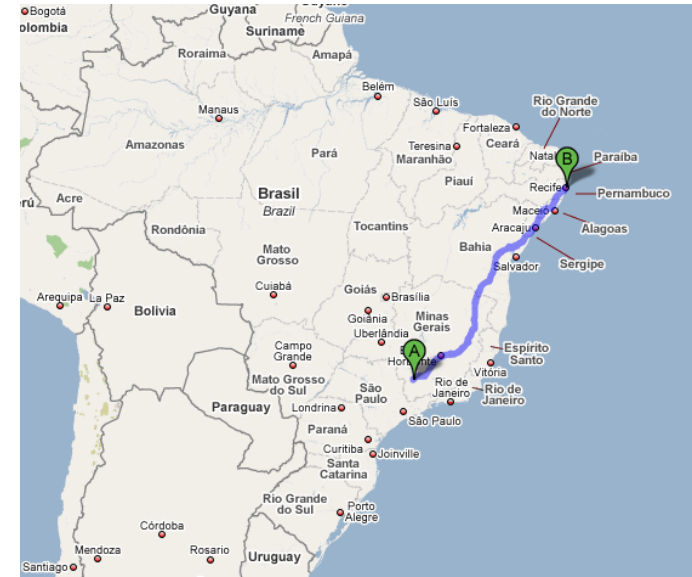 Bogotá
olombia
Guyana
French Guiana
Suriname
Roraima
Amapá
Belém
São Luís
Manaus
Rio Grande
do Norte
Fortaleza
Amazonas
Pará
Teresina
Ceará
Maranhão
Natal
B
Paraíba
Piauí
Recife
Pernambuco
Acre
Brasil
Brazil
Maceió
Alagoas
Rondônia
Tocantins
Aracaju
Bahia
Sergipe
Mato
Grosso
Salvador
Arequipa
La Paz
Cuiabá
Goiás
Brasília
Bolivia
Goiânia
Minas
Gerais
Uberlândia
Campo
Grande
A
Horizonte
Espírito
Santo
Vitória
Mato Grosso
do Sul
São
Paulo
Rio de
Janeiro
Rio de
Janeiro
Paraguay
Londrina
São Paulo
Paraná
Curitiba
Joinville
Santa
Catarina
Rio Grande
do Sul
Porto
Alegre
Córdoba
Mendoza
Rosario
Uruguay
Santiago